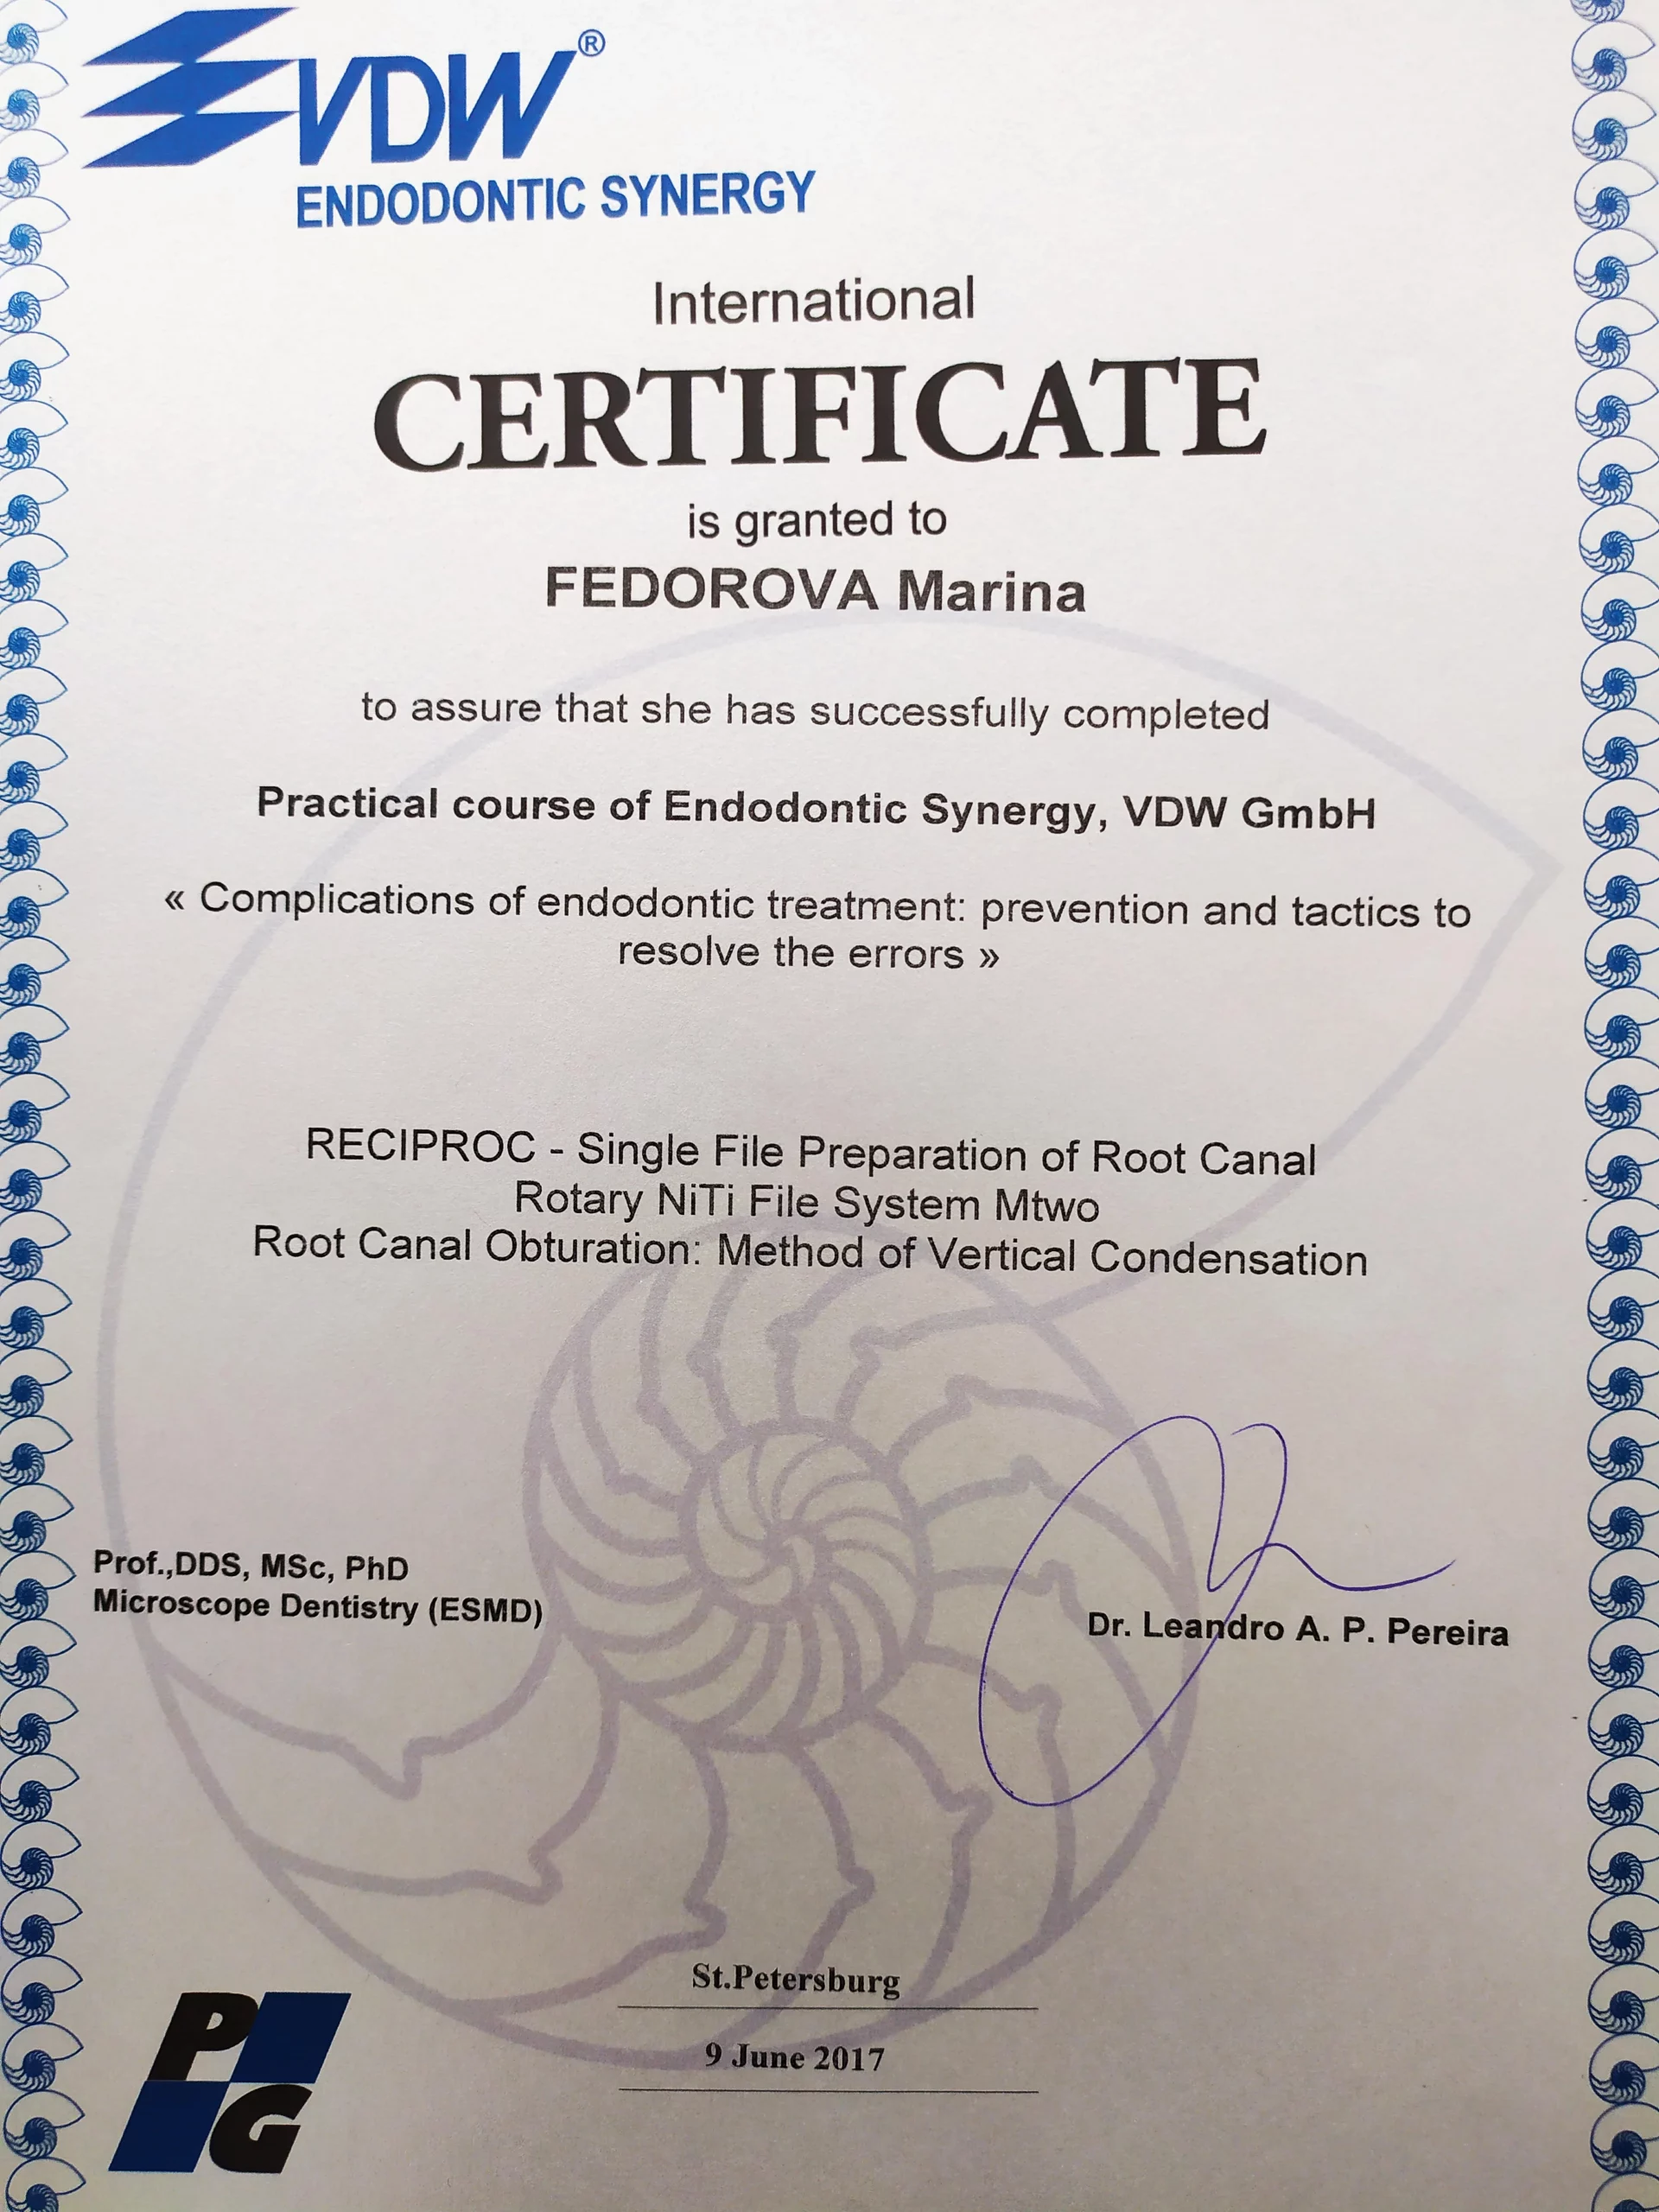 VDW®
ENDODONTIC SYNERGY
International
CERTIFICATE
is granted to
FEDOROVA Marina
to assure that she has successfully completed
Practical course of Endodontic Synergy, VDW GmbH
« Complications of endodontic treatment: prevention and tactics to
resolve the errors »
RECIPROC - Single File Preparation of Root Canal
Rotary NiTi File System Mtwo
Root Canal Obturation: Method of Vertical Condensation
Prof.,DDS, MSc, PhD
Microscope Dentistry (ESMD)
Dr. Leandro A. P. Pereira
St.Petersburg
9 June 2017
P
G